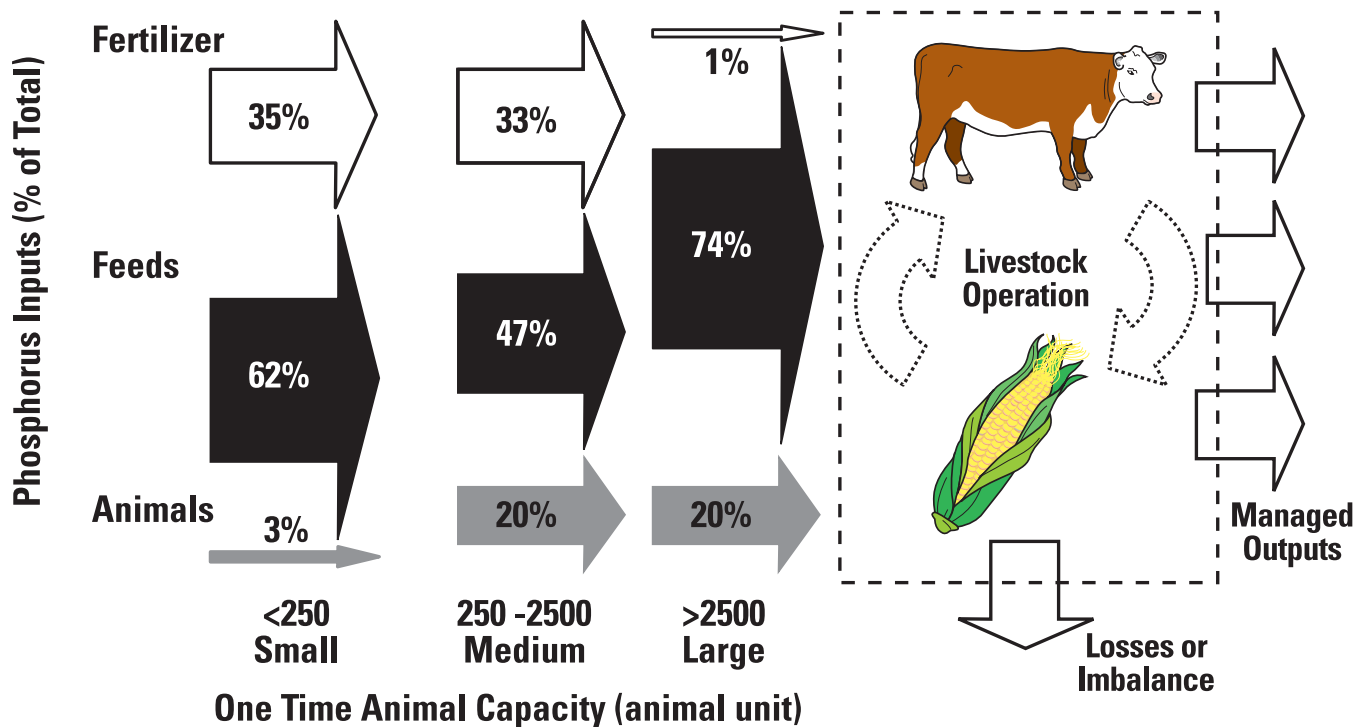 Phosphorus Inputs (% of Total)
Fertilizer
35%
33%
1%
Feeds
62%
47%
74%
Animals
3%
20%
20%
<250
Small
250 -2500
Medium
>2500
Large
One Time Animal Capacity (animal unit)
Livestock
Operation
Managed
Outputs
Losses or
Imbalance